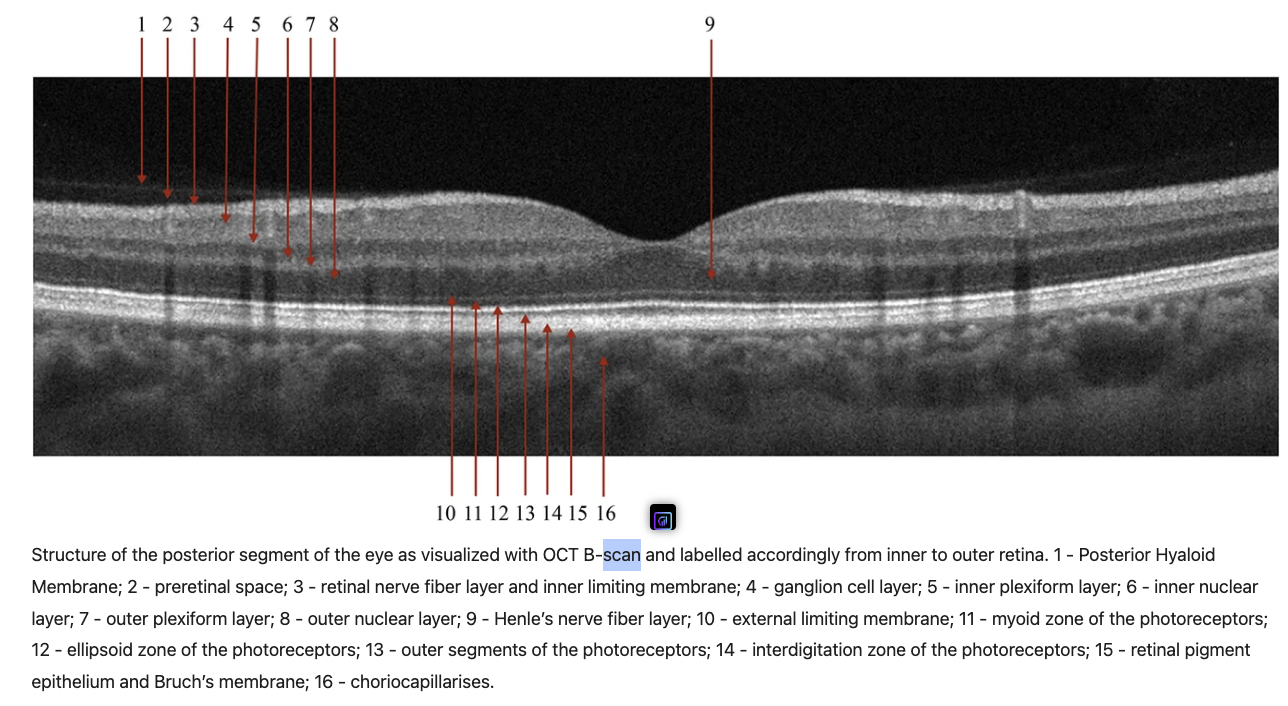 1 2 3 4 5 6 7 8 9
10 11 12 13 14 15 16
Structure of the posterior segment of the eye as visualized with OCT B-scan and labelled accordingly from inner to outer retina. 1 - Posterior Hyaloid
Membrane; 2 - preretinal space; 3 - retinal nerve fiber layer and inner limiting membrane; 4 - ganglion cell layer; 5 - inner plexiform layer; 6 - inner nuclear
layer; 7 - outer plexiform layer; 8 - outer nuclear layer; 9 - Henle’s nerve fiber layer; 10 - external limiting membrane; 11 - myoid zone of the photoreceptors;
12 - ellipsoid zone of the photoreceptors; 13 - outer segments of the photoreceptors; 14 - interdigitation zone of the photoreceptors; 15 - retinal pigment
epithelium and Bruch’s membrane; 16 - choriocapillarises.